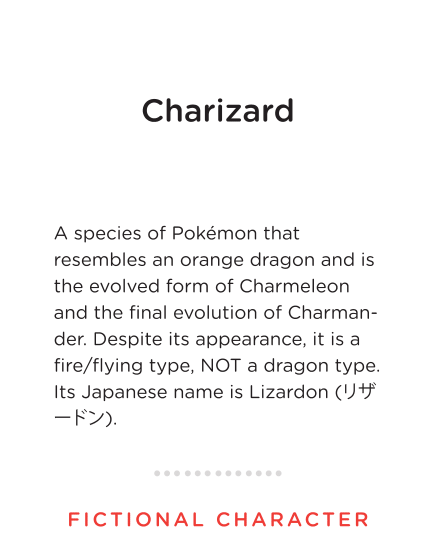 Charizard
A species of Pokémon that
resembles an orange dragon and is
the evolved form of Charmeleon
and the final evolution of Charman-
der. Despite its appearance, it is a
fire/flying type, NOT a dragon type.
Its Japanese name is Lizardon (リザ
ードン).
FICTIONAL CHARACTER